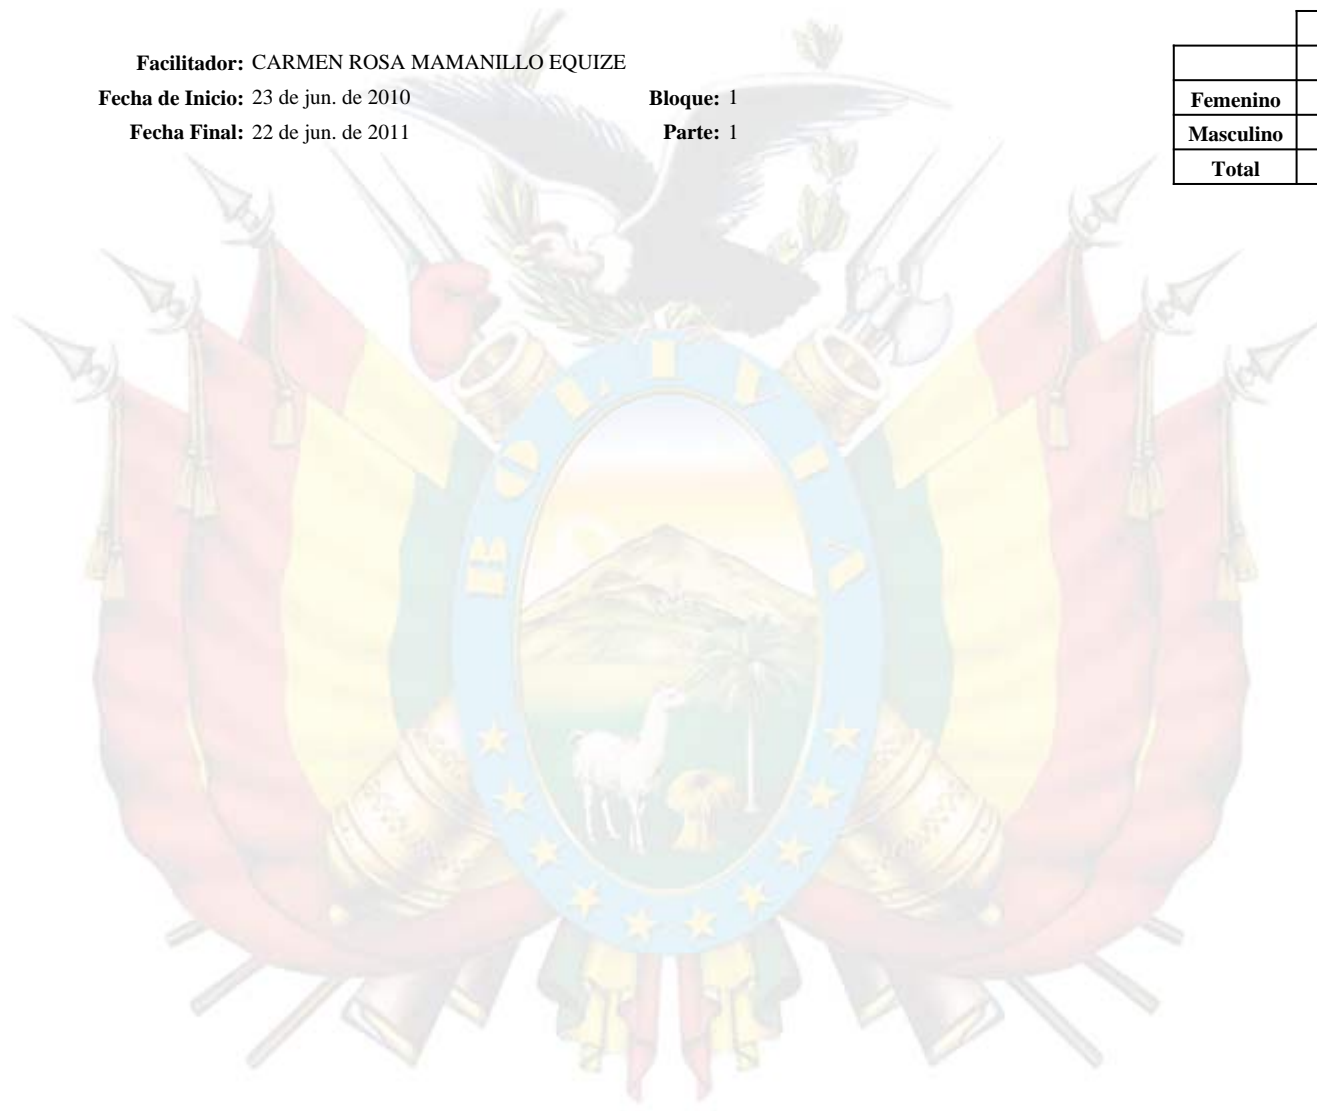 Facilitador: CARMEN ROSA MAMANILLO EQUIZE
Fecha de Inicio: 23 de jun. de 2010 Bloque: 1
Fecha Final: 22 de jun. de 2011 Parte: 1
Femenino
Masculino
Total
BOLIVIA